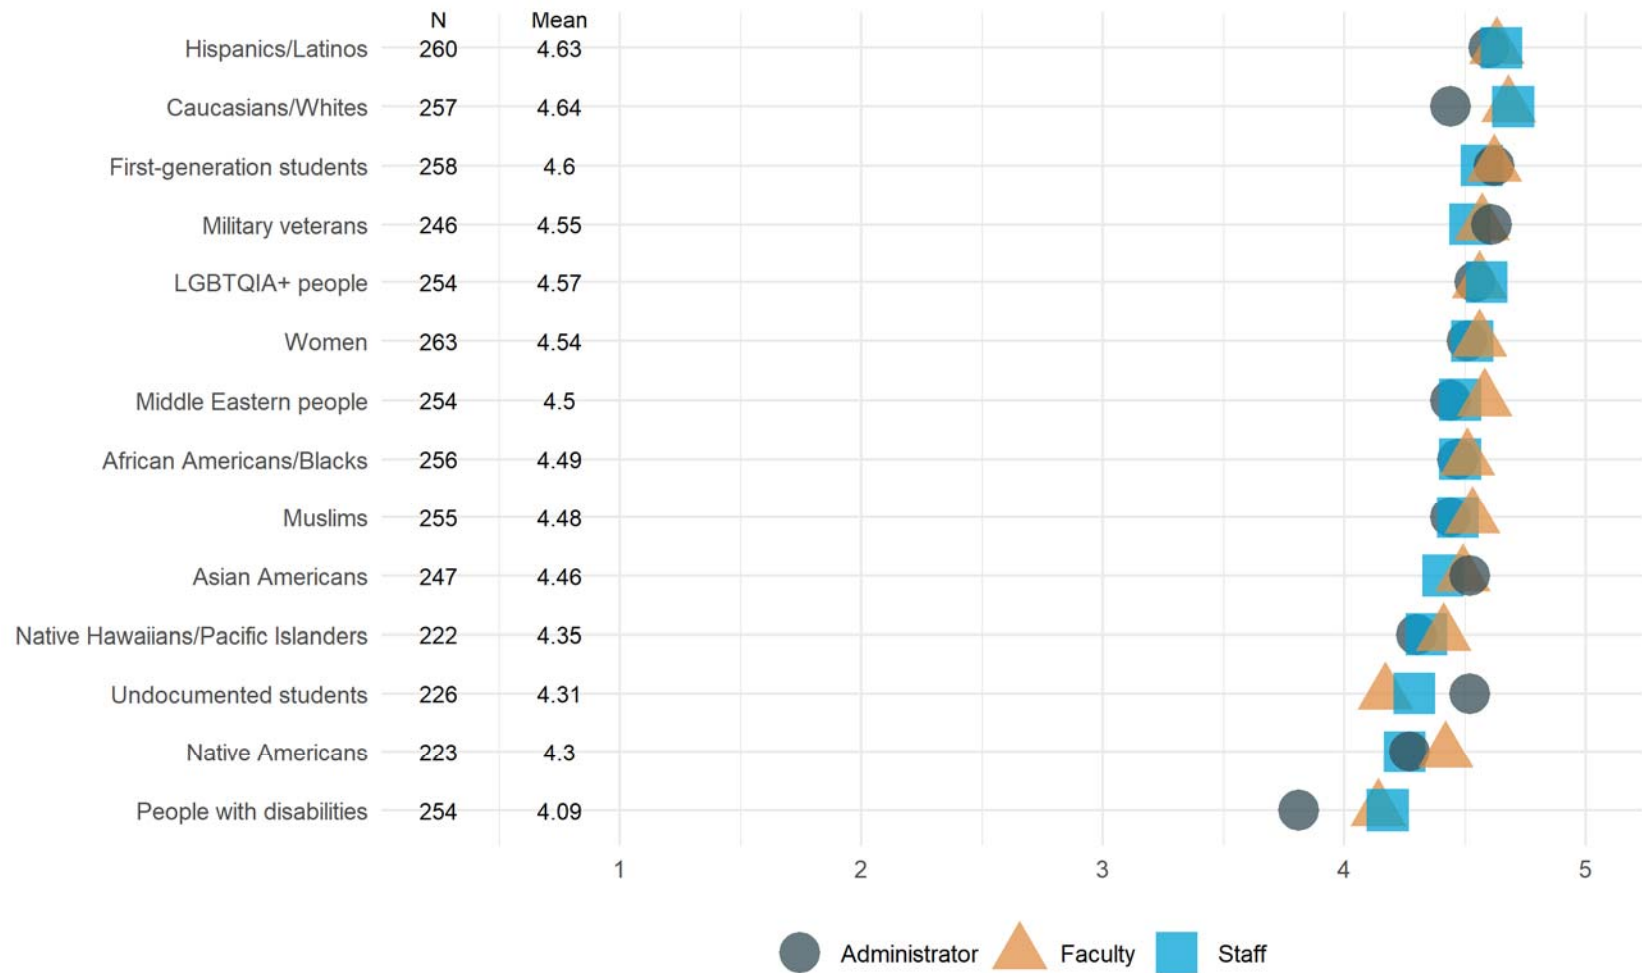 N Mean
Hispanics/Latinos 260 4.63
Caucasians/Whites 257 4.64
First-generation students 258 4.6
Military veterans 246 4.55
LGBTQIA+ people 254 4.57
Women 263 4.54
Middle Eastern people 254 4.5
African Americans/Blacks 256 4.49
Muslims 255 4.48
Asian Americans 247 4.46
Native Hawaiians/Pacific Islanders 222 4.35
Undocumented students 226 4.31
Native Americans 223 4.3
People with disabilities 254 4.09
1 2 3 4 5
Administrator Faculty Staff